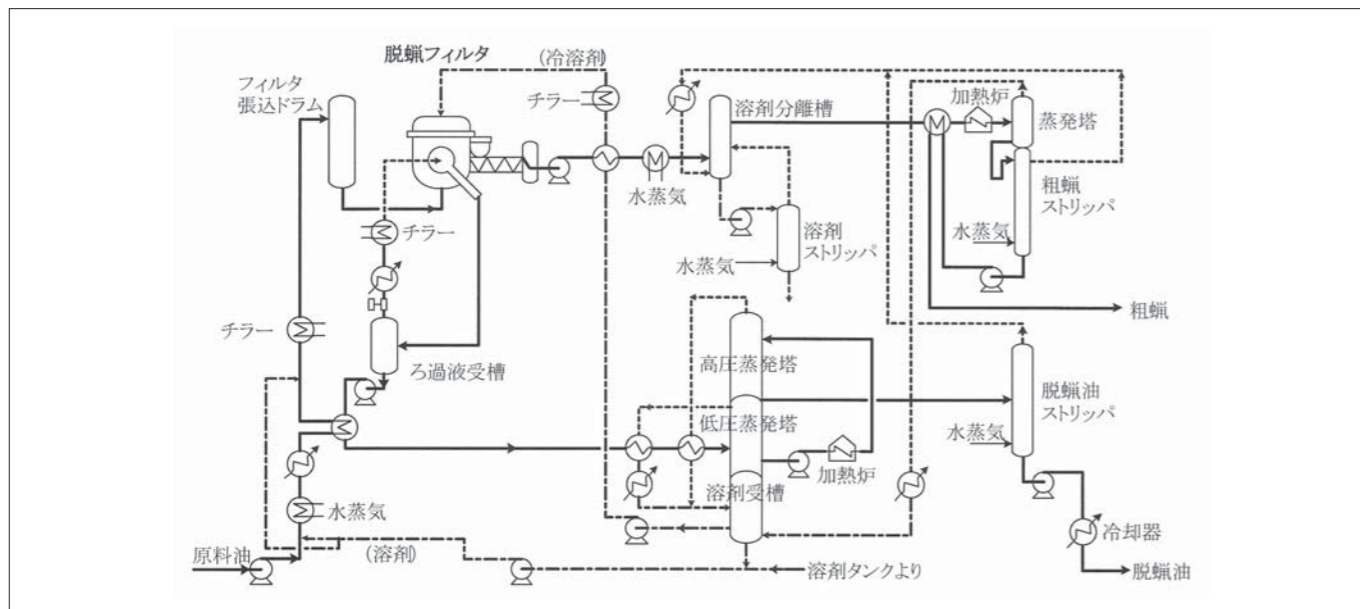 脱蝋フィルタ
(冷溶剤)
フィルタ
張込ドラム
チラー
溶剤分離槽
加熱炉
蒸発塔
水蒸気
粗蝋
ストリッパ
チラー
溶剤
ストリッパ
水蒸気
水蒸気
粗蝋
チラー
ろ過液受槽
高圧蒸発塔
脱蝋油
ストリッパ
低圧蒸発塔
水蒸気
加熱炉
溶剤受槽
水蒸気
冷却器
原料油
(溶剤)
溶剤タンクより
脱蝋油